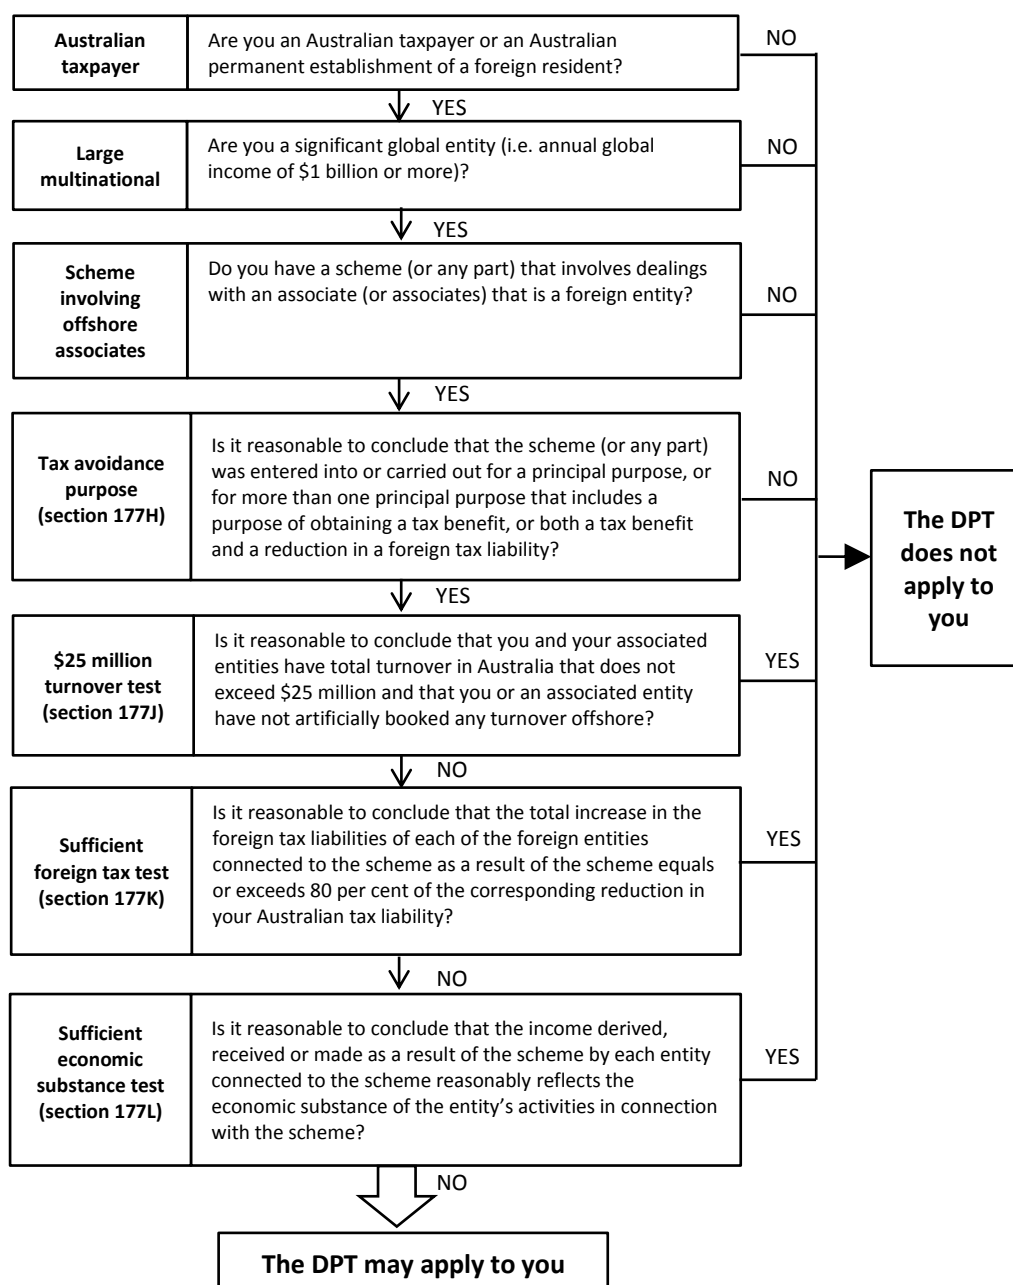 Australian
taxpayer
Are you an Australian taxpayer or an Australian
permanent establishment of a foreign resident?
NO
YES
Large
multinational
Are you a significant global entity (i.e. annual global
income of $1 billion or more)?
NO
YES
Scheme
involving
offshore
associates
Do you have a scheme (or any part) that involves dealings
with an associate (or associates) that is a foreign entity?
NO
YES
Tax avoidance
purpose
(section 177H)
Is it reasonable to conclude that the scheme (or any part)
was entered into or carried out for a principal purpose, or
for more than one principal purpose that includes a
purpose of obtaining a tax benefit, or both a tax benefit
and a reduction in a foreign tax liability?
NO
The DPT
does not
apply to
you
YES
$25 million
turnover test
(section 177J)
Is it reasonable to conclude that you and your associated
entities have total turnover in Australia that does not
exceed $25 million and that you or an associated entity
have not artificially booked any turnover offshore?
YES
NO
Sufficient
foreign tax test
(section 177K)
Is it reasonable to conclude that the total increase in the
foreign tax liabilities of each of the foreign entities
connected to the scheme as a result of the scheme equals
or exceeds 80 per cent of the corresponding reduction in
your Australian tax liability?
YES
NO
Sufficient
economic
substance test
(section 177L)
Is it reasonable to conclude that the income derived,
received or made as a result of the scheme by each entity
connected to the scheme reasonably reflects the
economic substance of the entity’s activities in connection
with the scheme?
YES
NO
The DPT may apply to you